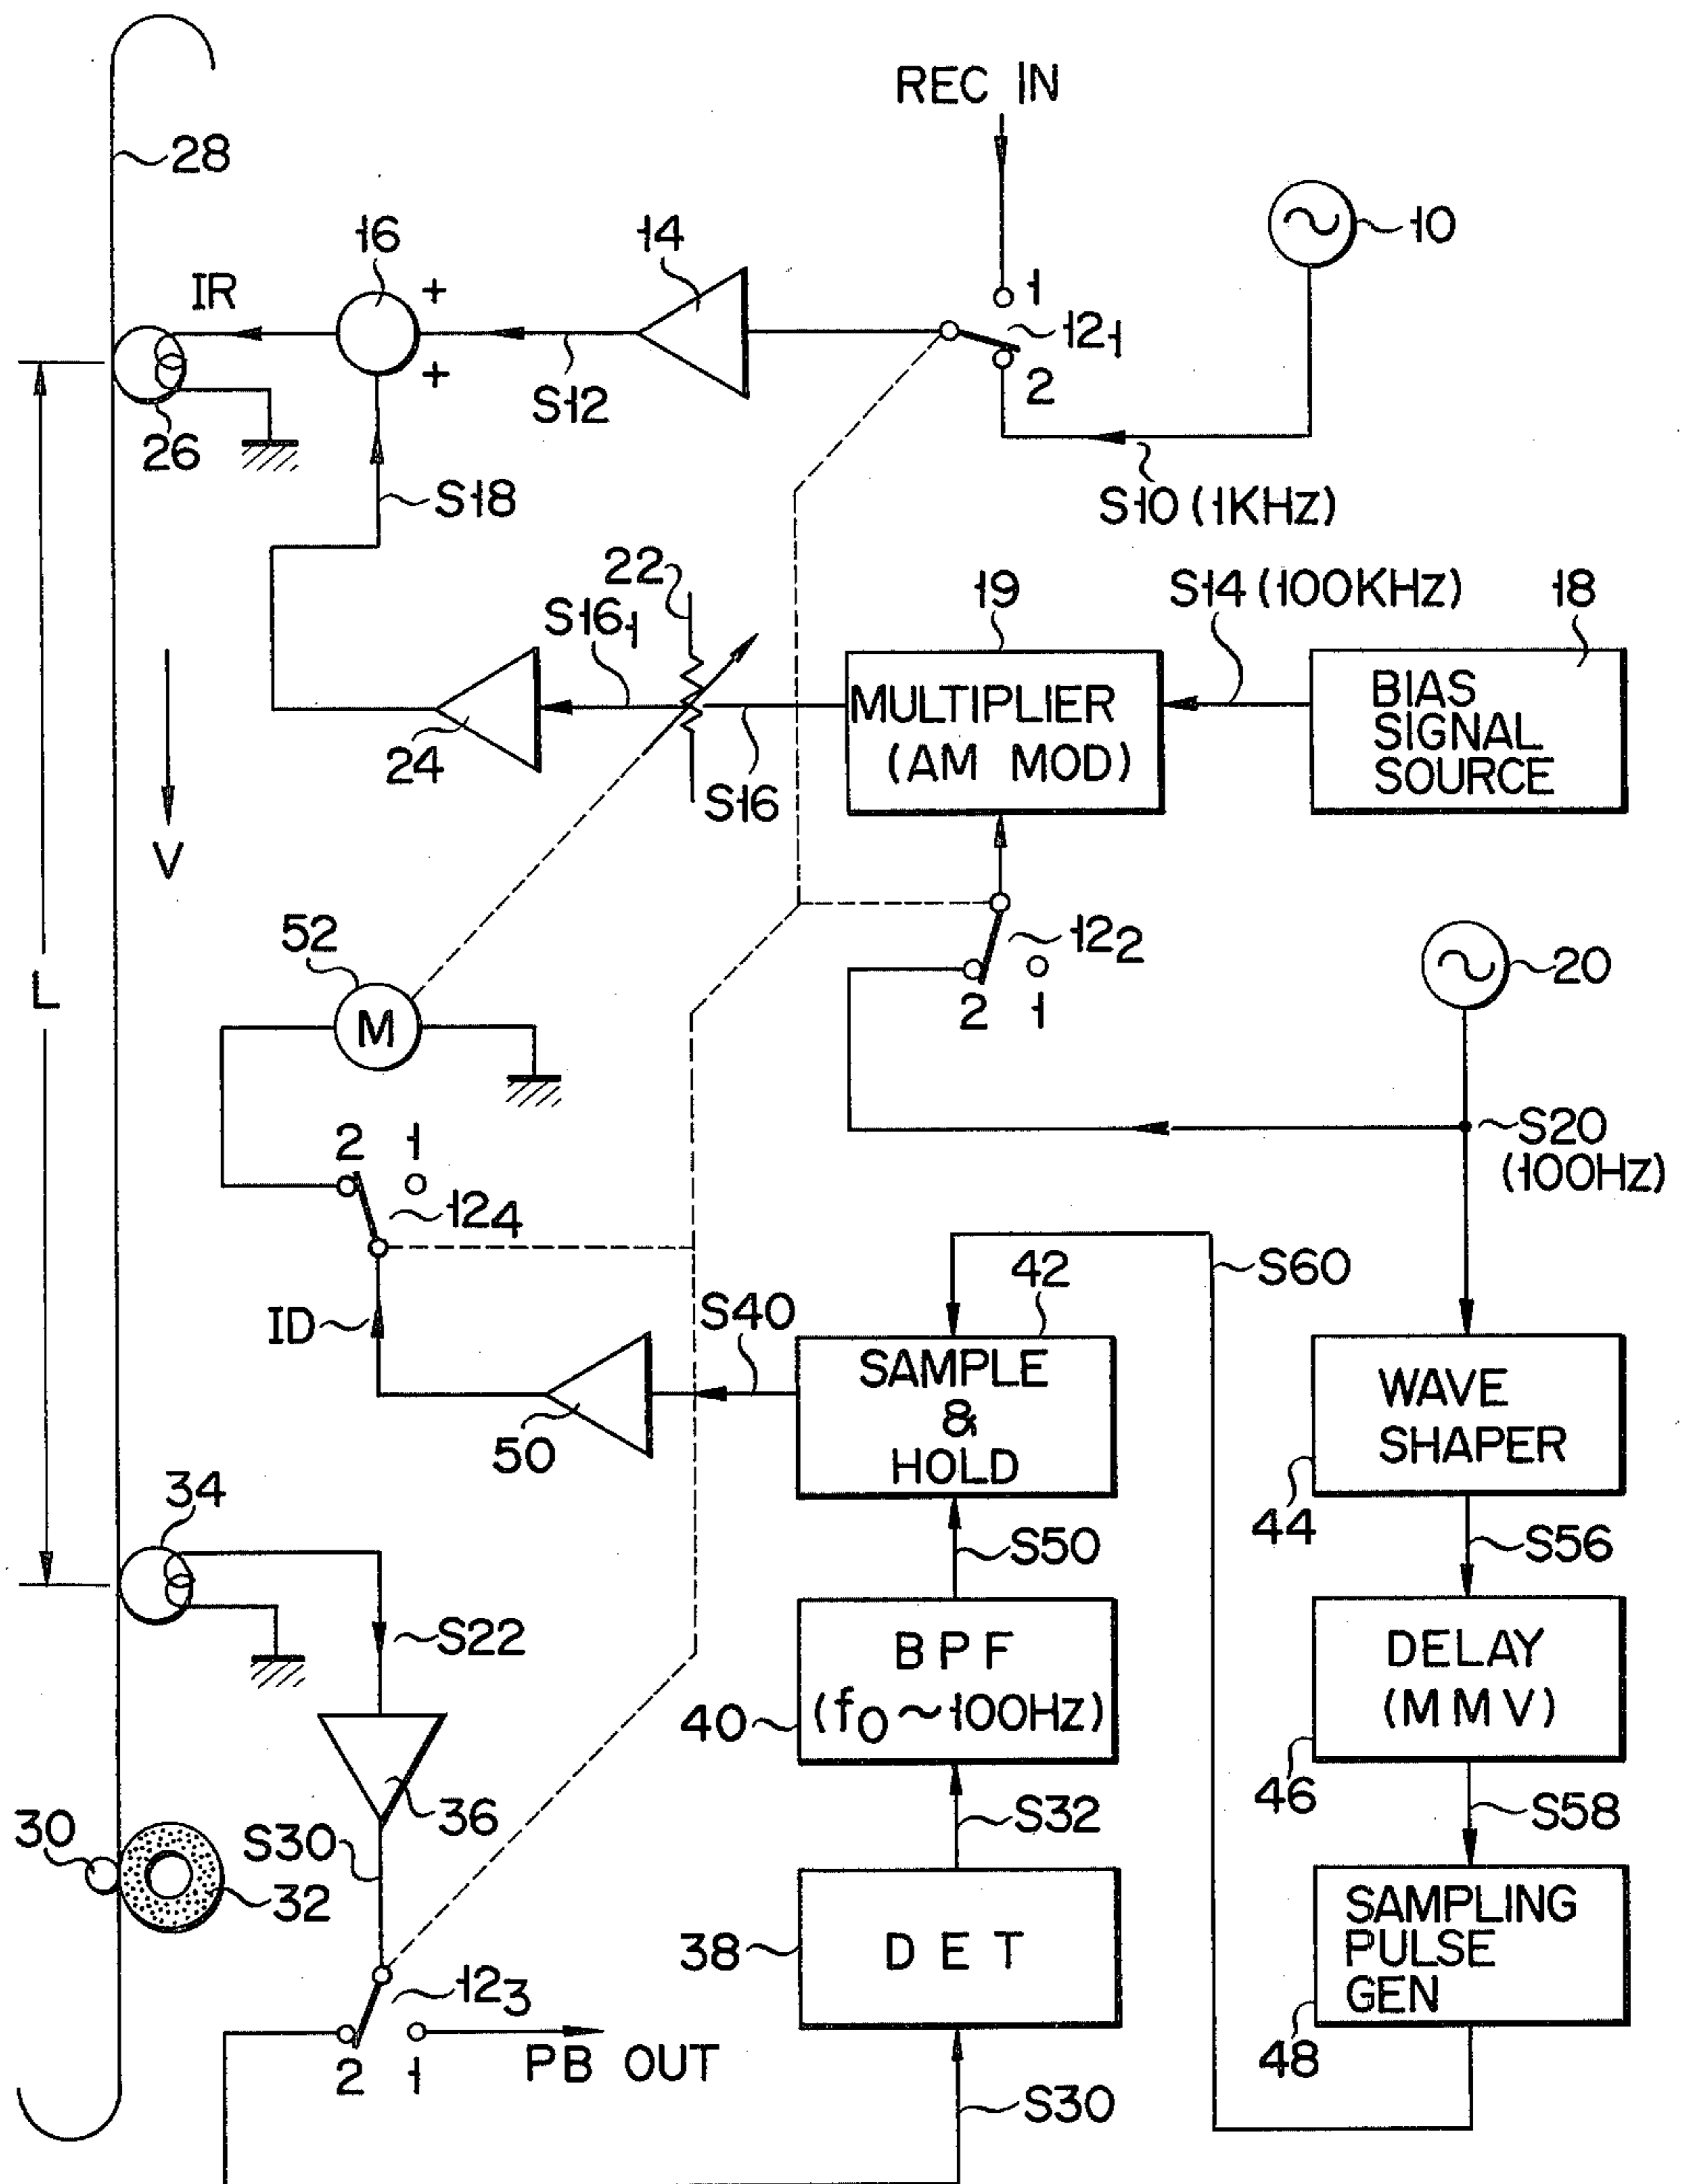 REC IN
28
10
16
14
IR
+
1
12₁
+
2
S12
26
S10 (1KHz)
S18
22
19
S14 (100KHz)
18
S16₁
MULTIPLIER
(AM MOD)
BIAS
SIGNAL
SOURCE
24
S16
V
52
12₂
20
L
M
2
1
S20
(100Hz)
2
1
12₄
42
S60
ID
S40
SAMPLE
&
HOLD
WAVE
SHAPER
50
34
44
S50
S56
S22
BPF
(f₀~100Hz)
40
DELAY
(MMV)
46
36
S32
S58
30
S30
32
38
DET
SAMPLING
PULSE
GEN
12₃
48
2
1
PB OUT
S30